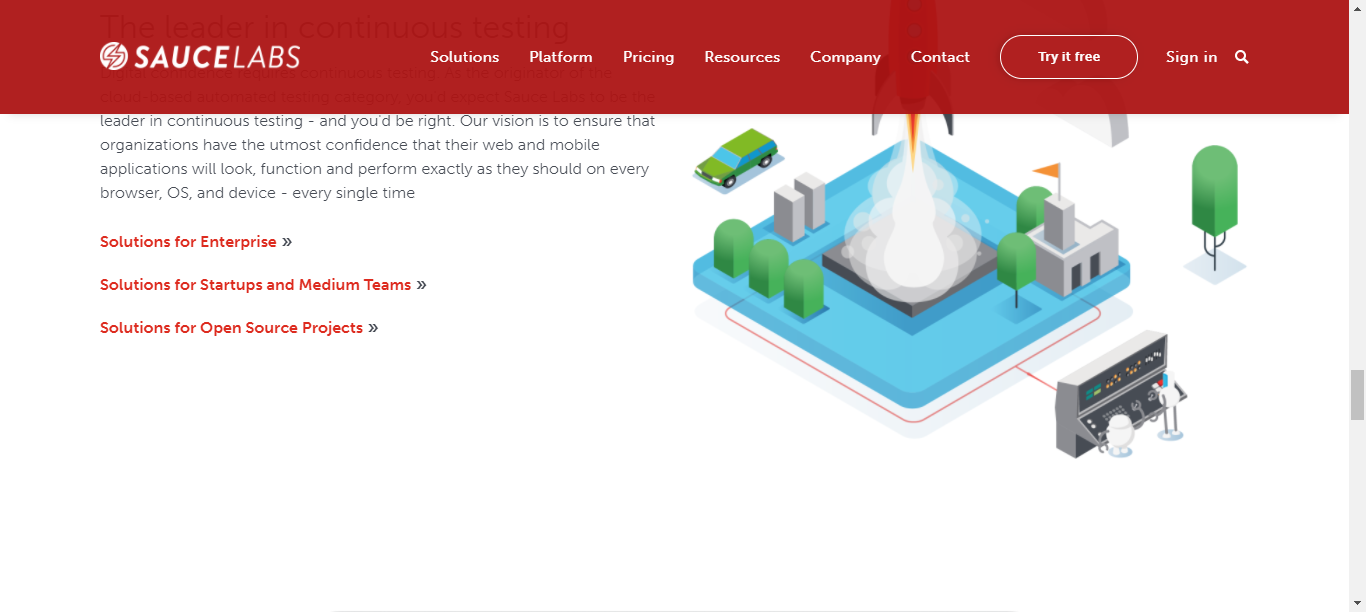 The leader in continuous testing
SAUCELABS
Solutions
Platform
Pricing
Resources
Company
Contact
Try it free
Sign in
Digital confidence requires continuous testing. As the originator of the
cloud-based automated testing category, you'd expect Sauce Labs to be the
leader in continuous testing - and you'd be right. Our vision is to ensure that
organizations have the utmost confidence that their web and mobile
applications will look, function and perform exactly as they should on every
browser, OS, and device - every single time
Solutions for Enterprise »
Solutions for Startups and Medium Teams »
Solutions for Open Source Projects »